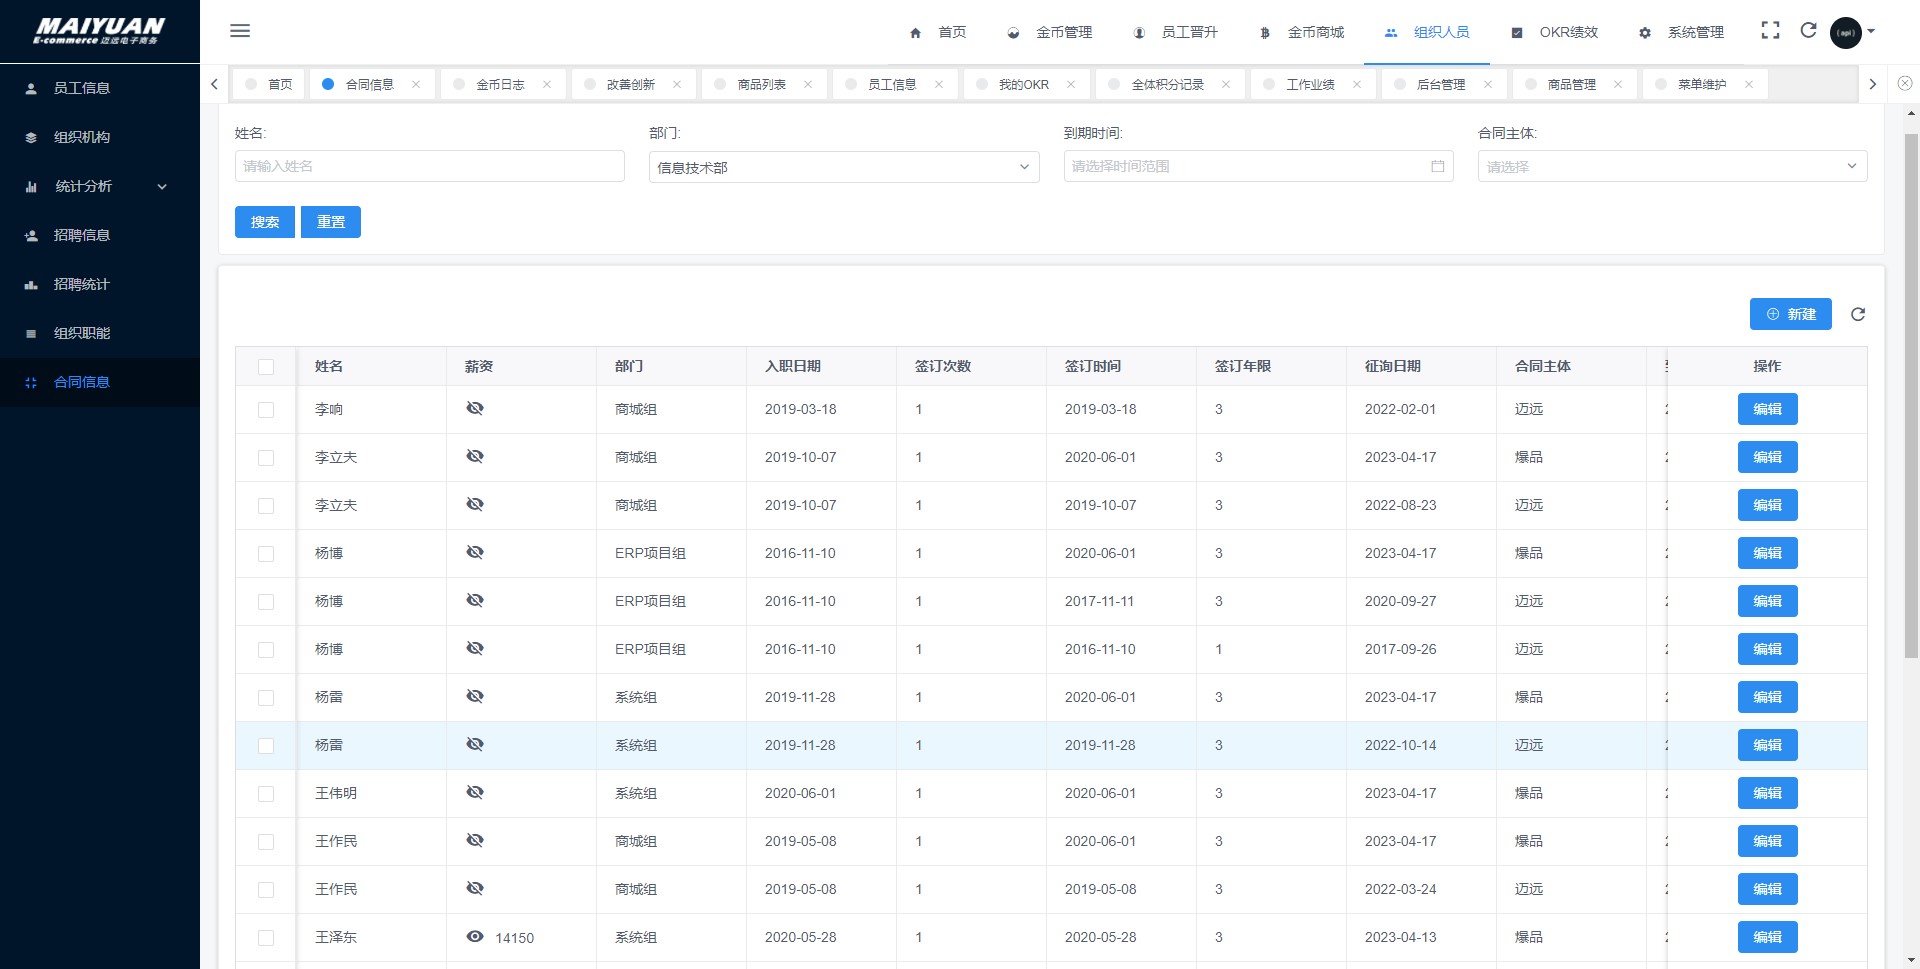 MAIYUAN
E-commerce 迈远电子商务
首页 金币管理 员工晋升 金币商城 组织人员 OKR绩效 系统管理 (api)
首页 合同信息 金币日志 改善创新 商品列表 员工信息 我的OKR 全体积分记录 工作业绩 后台管理 商品管理 菜单维护
员工信息
组织机构
统计分析
招聘信息
招聘统计
组织职能
合同信息
姓名: 部门: 到期时间: 合同主体:
请输入姓名 信息技术部 请选择时间范围 请选择
搜索 重置
新建
姓名 薪资 部门 入职日期 签订次数 签订时间 签订年限 征询日期 合同主体 操作
李响 商城组 2019-03-18 1 2019-03-18 3 2022-02-01 迈远 编辑
李立夫 商城组 2019-10-07 1 2020-06-01 3 2023-04-17 爆品 编辑
李立夫 商城组 2019-10-07 1 2019-10-07 3 2022-08-23 迈远 编辑
杨博 ERP项目组 2016-11-10 1 2020-06-01 3 2023-04-17 爆品 编辑
杨博 ERP项目组 2016-11-10 1 2017-11-11 3 2020-09-27 迈远 编辑
杨博 ERP项目组 2016-11-10 1 2016-11-10 1 2017-09-26 迈远 编辑
杨雷 系统组 2019-11-28 1 2020-06-01 3 2023-04-17 爆品 编辑
杨雷 系统组 2019-11-28 1 2019-11-28 3 2022-10-14 迈远 编辑
王伟明 系统组 2020-06-01 1 2020-06-01 3 2023-04-17 爆品 编辑
王作民 商城组 2019-05-08 1 2020-06-01 3 2023-04-17 爆品 编辑
王作民 商城组 2019-05-08 1 2019-05-08 3 2022-03-24 迈远 编辑
王泽东 14150 系统组 2020-05-28 1 2020-05-28 3 2023-04-13 爆品 编辑